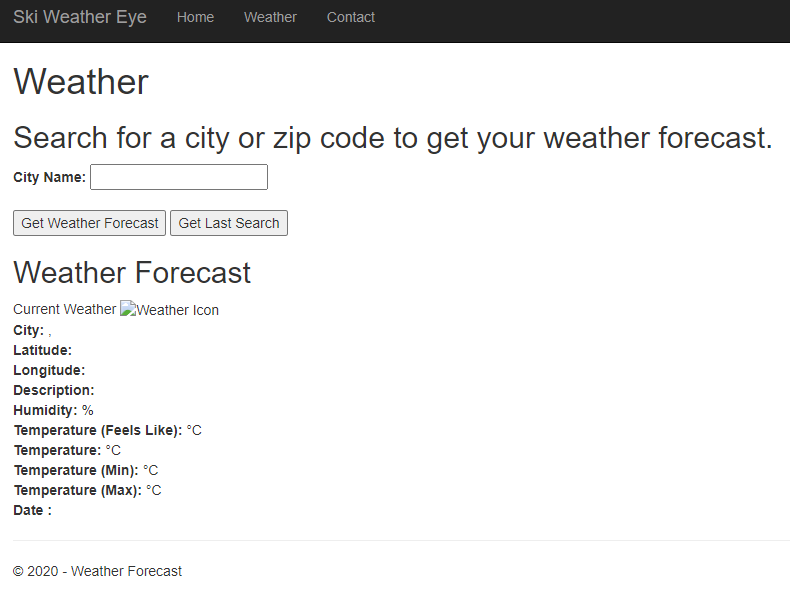 Ski Weather Eye Home Weather Contact
Weather
Search for a city or zip code to get your weather forecast.
City Name:
Get Weather Forecast Get Last Search
Weather Forecast
Current Weather Weather Icon
City: ,
Latitude:
Longitude:
Description:
Humidity: %
Temperature (Feels Like): °C
Temperature: °C
Temperature (Min): °C
Temperature (Max): °C
Date :
© 2020 - Weather Forecast